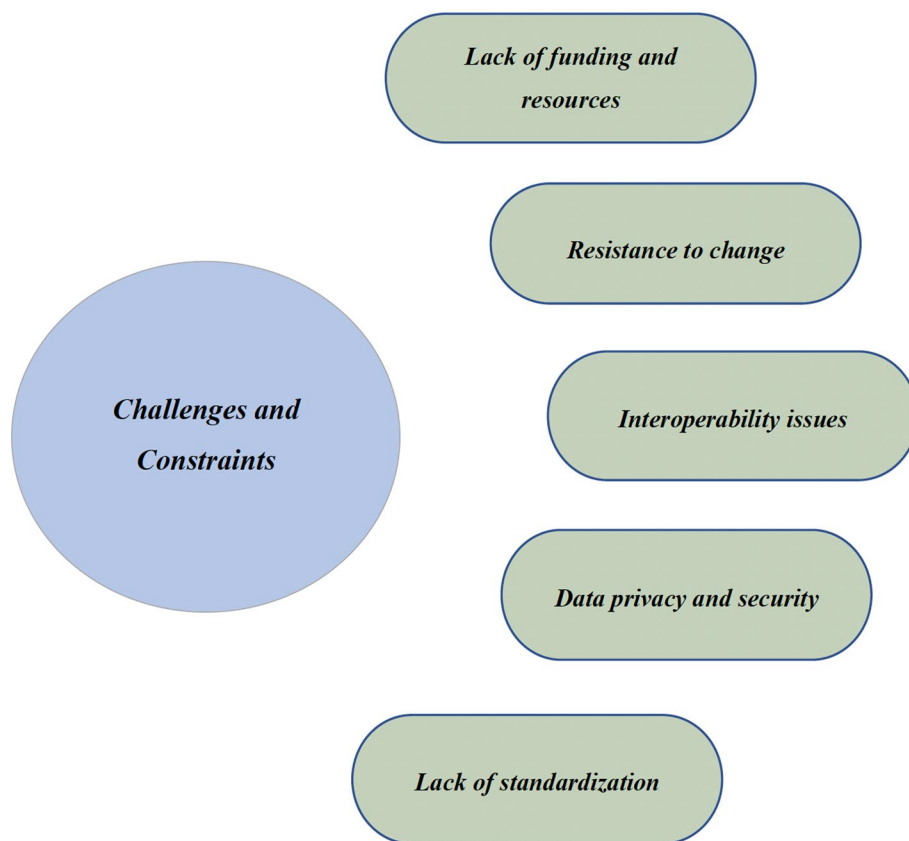 Lack of funding and
resources
Resistance to change
Challenges and
Constraints
Interoperability issues
Data privacy and security
Lack of standardization